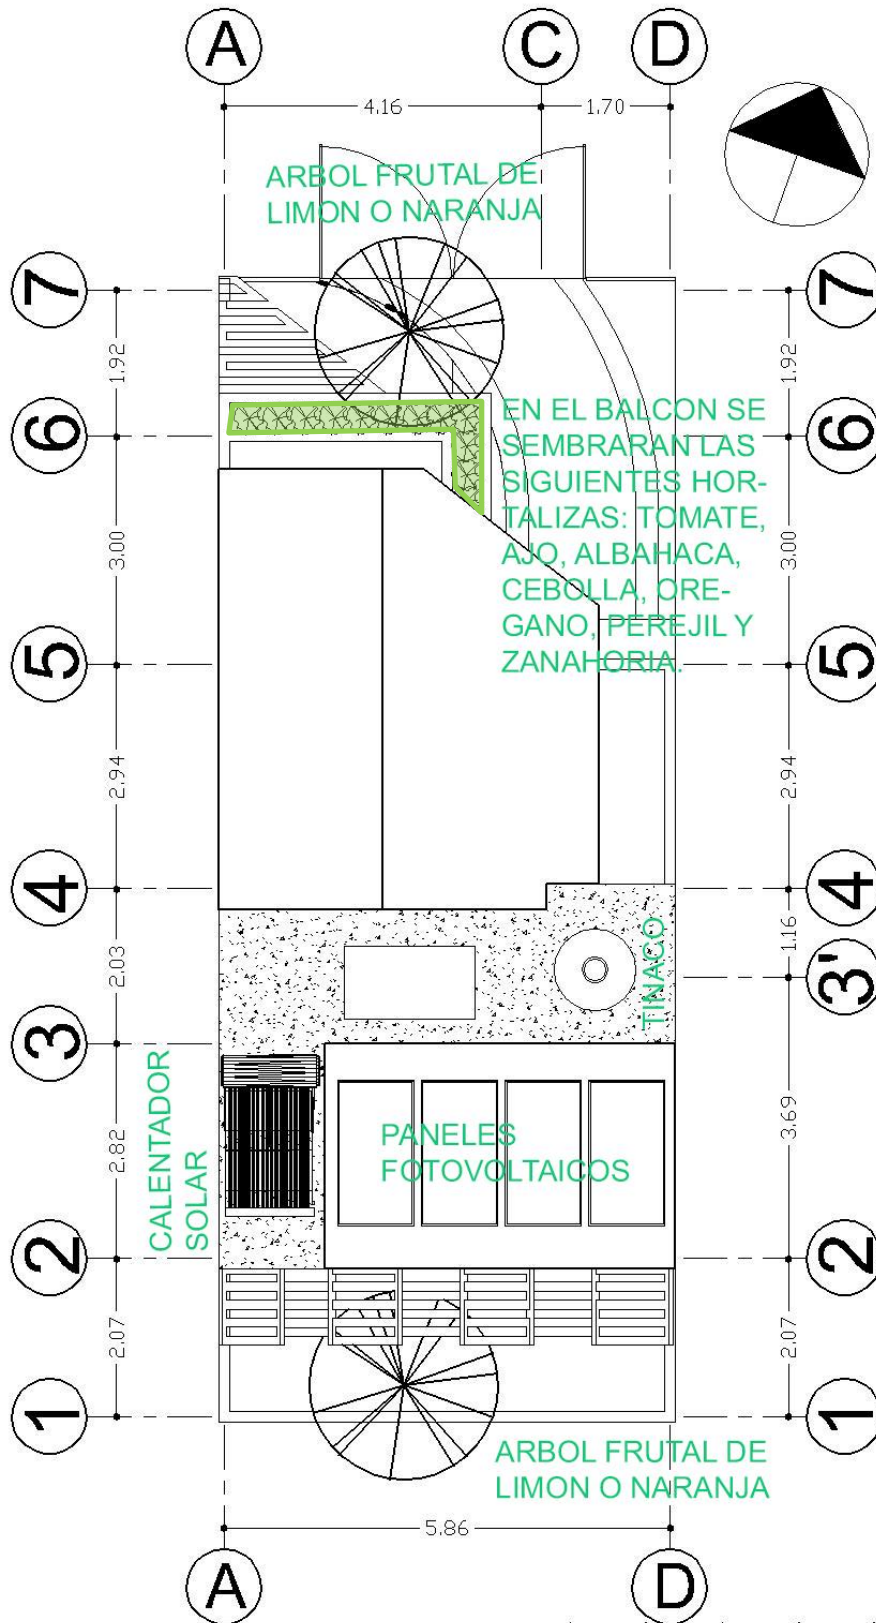 A
C
D
4.16
1.70
ARBOL FRUTAL DE
LIMON O NARANJA
7
7
1.92
1.92
6
6
EN EL BALCON SE
SEMBRARAN LAS
SIGUIENTES HOR-
TALIZAS: TOMATE,
AJO, ALBAHACA,
CEBOLLA, ORE-
GANO, PEREJIL Y
ZANAHORIA.
3.00
3.00
5
5
2.94
2.94
4
4
2.03
1.16
TINACO
3'
3
CALENTADOR
SOLAR
2.82
3.69
PANELES
FOTOVOLTAICOS
2
2
2.07
2.07
1
1
ARBOL FRUTAL DE
LIMON O NARANJA
5.86
A
D